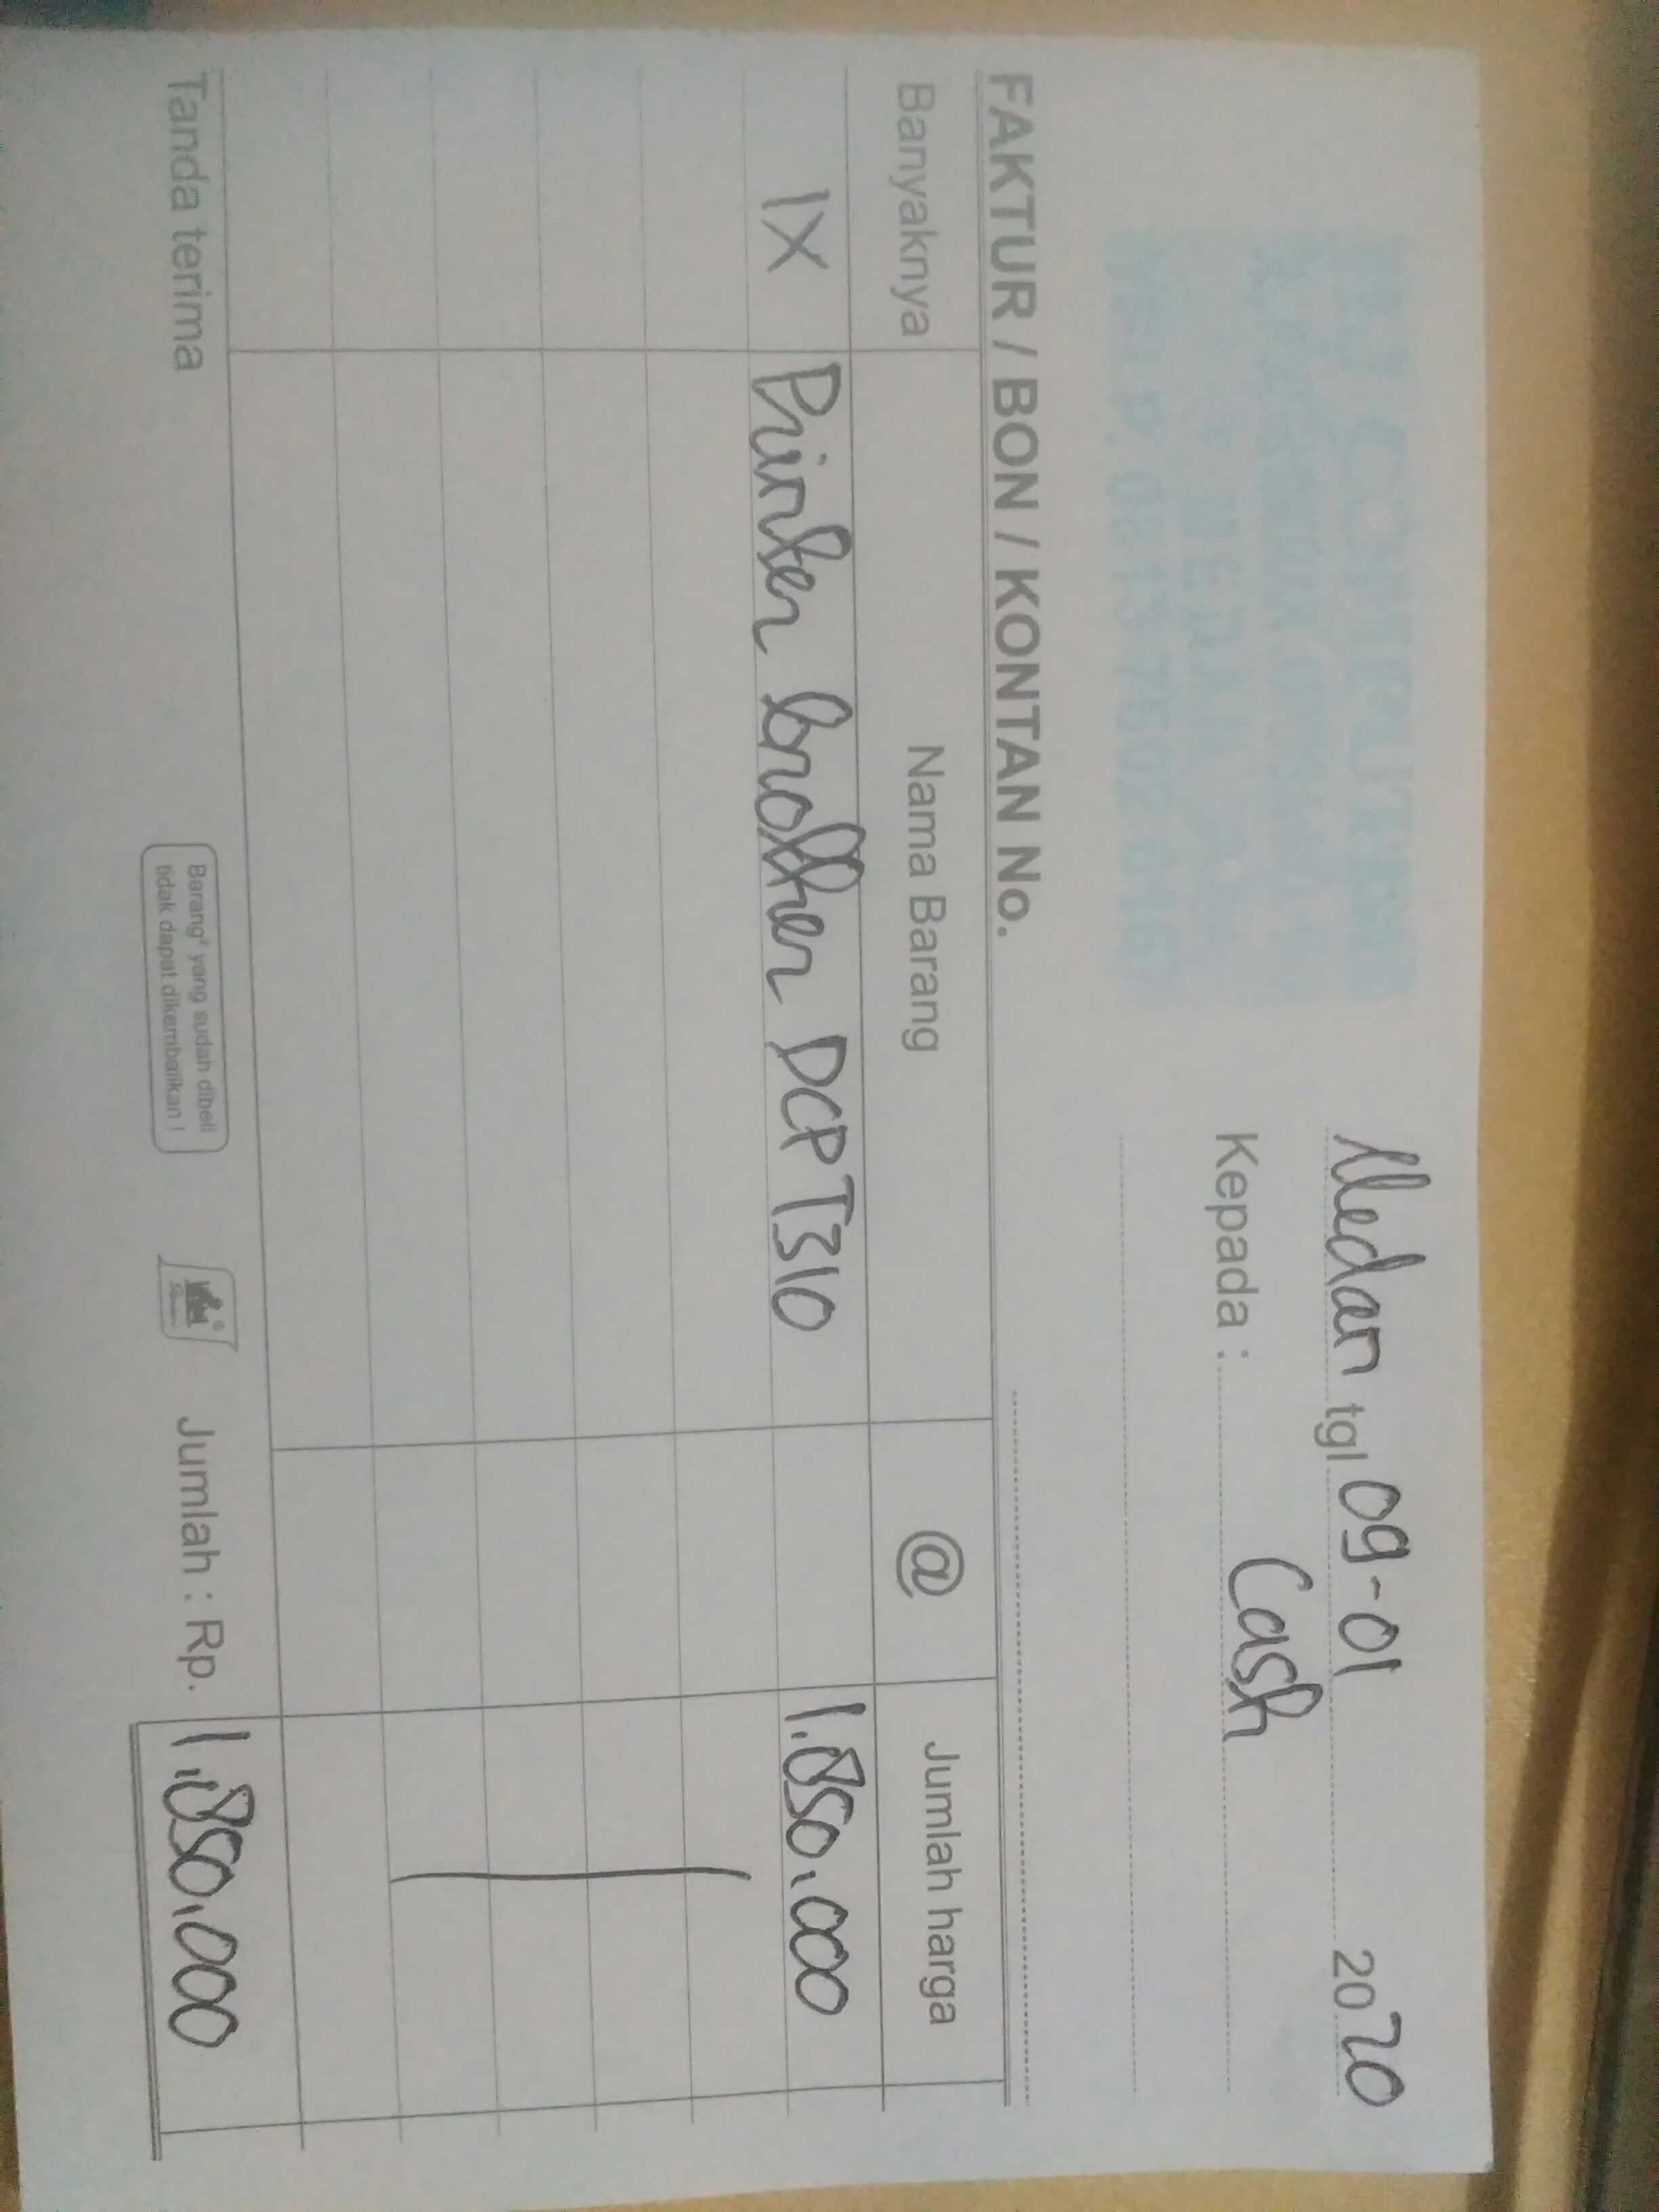 Medan tgl 09-01 2020
Kepada : Cash
COMPUTER
MEDAN
FAKTUR / BON / KONTAN No.
Banyaknya Nama Barang @ Jumlah harga
1X Printer brother DCP T310 1.850.000
Tanda terima
Barang² yang sudah dibeli
tidak dapat dikembalikan !
Jumlah : Rp. 1.850.000